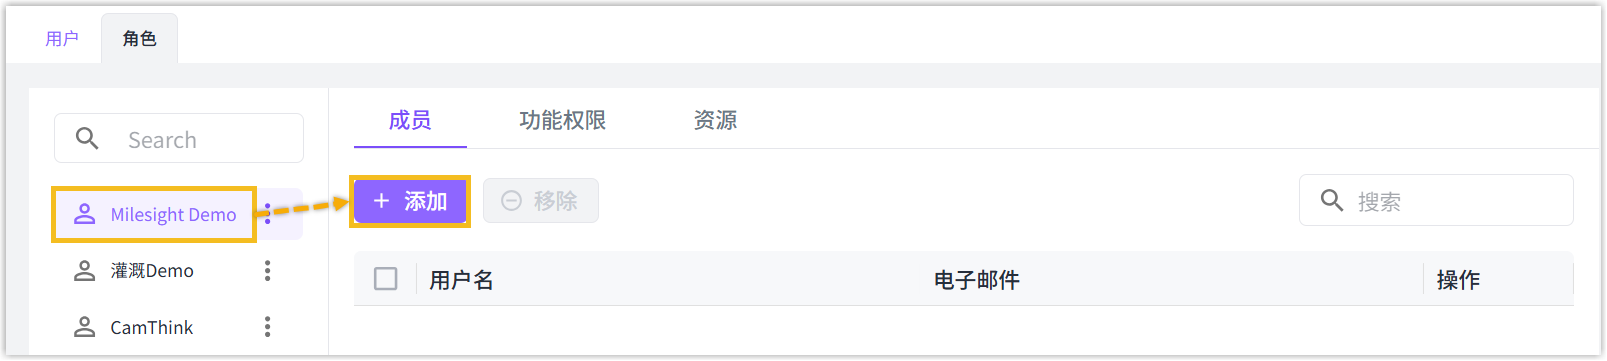 用户 角色
Search
Milesight Demo
灌溉Demo
CamThink
成员 功能权限 资源
+ 添加 移除 搜索
用户名 电子邮件 操作